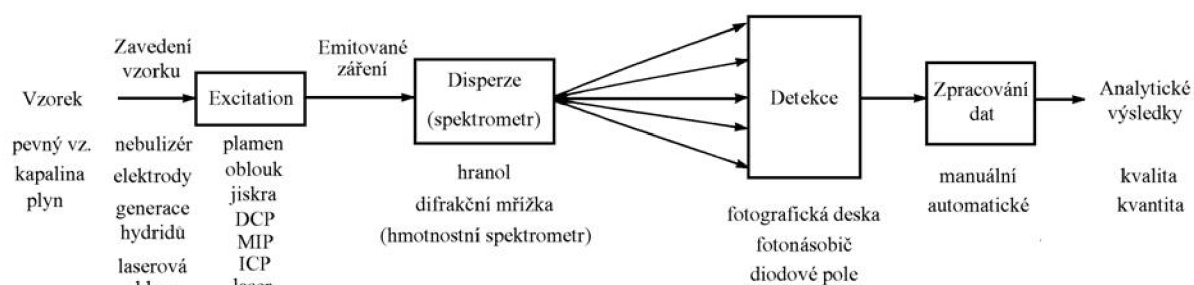 Vzorek
pevný vz.
kapalina
plyn
Zavedení
vzorku
nebulizér
elektrody
generace
hydridů
laserová
Excitation
plamen
oblouk
jiskra
DCP
MIP
ICP
laser
Emitované
záření
Disperze
(spektrometr)
hranol
difrakční mřížka
(hmotnostní spektrometr)
Detekce
fotografická deska
fotonásobič
diodové pole
Zpracování
dat
manuální
automatické
Analytické
výsledky
kvalita
kvantita